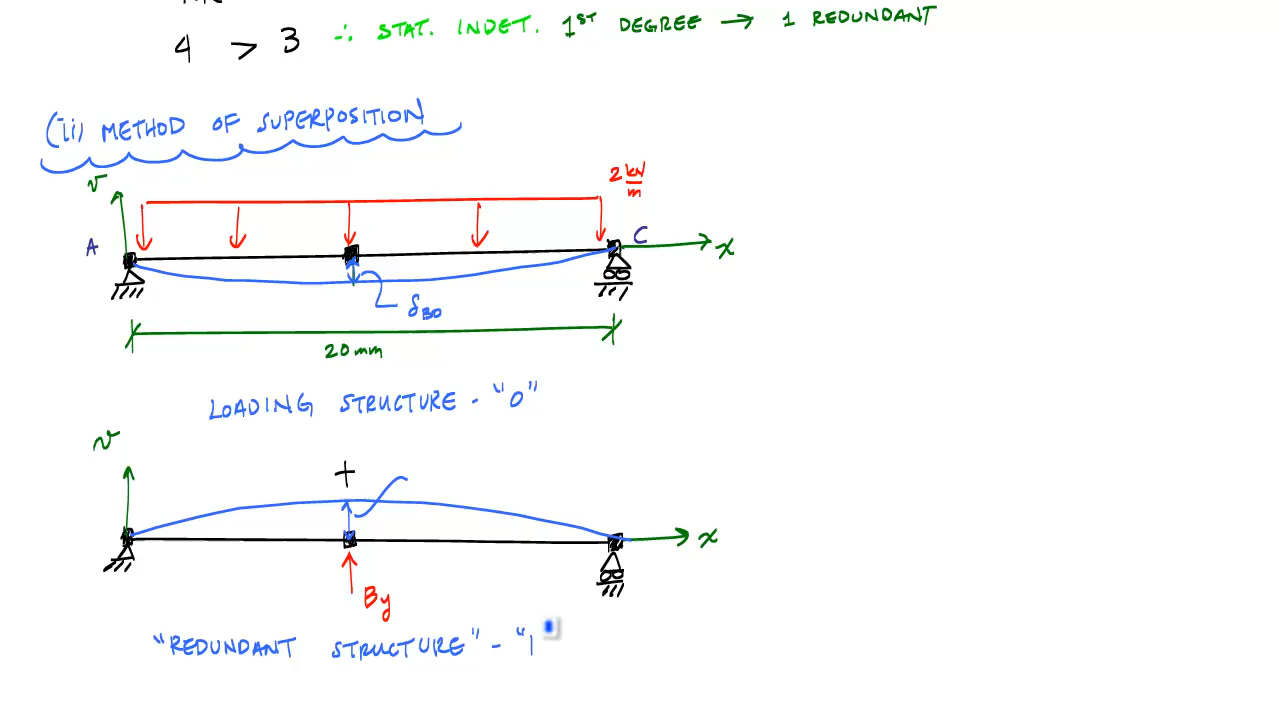 4 > 3 ∴ STAT. INDET. 1ST DEGREE → 1 REDUNDANT
(ii) METHOD OF SUPERPOSITION
v
2 kN/m
A
C
x
δBO
20 mm
LOADING STRUCTURE - "0"
v
+
x
By
"REDUNDANT STRUCTURE" - "1